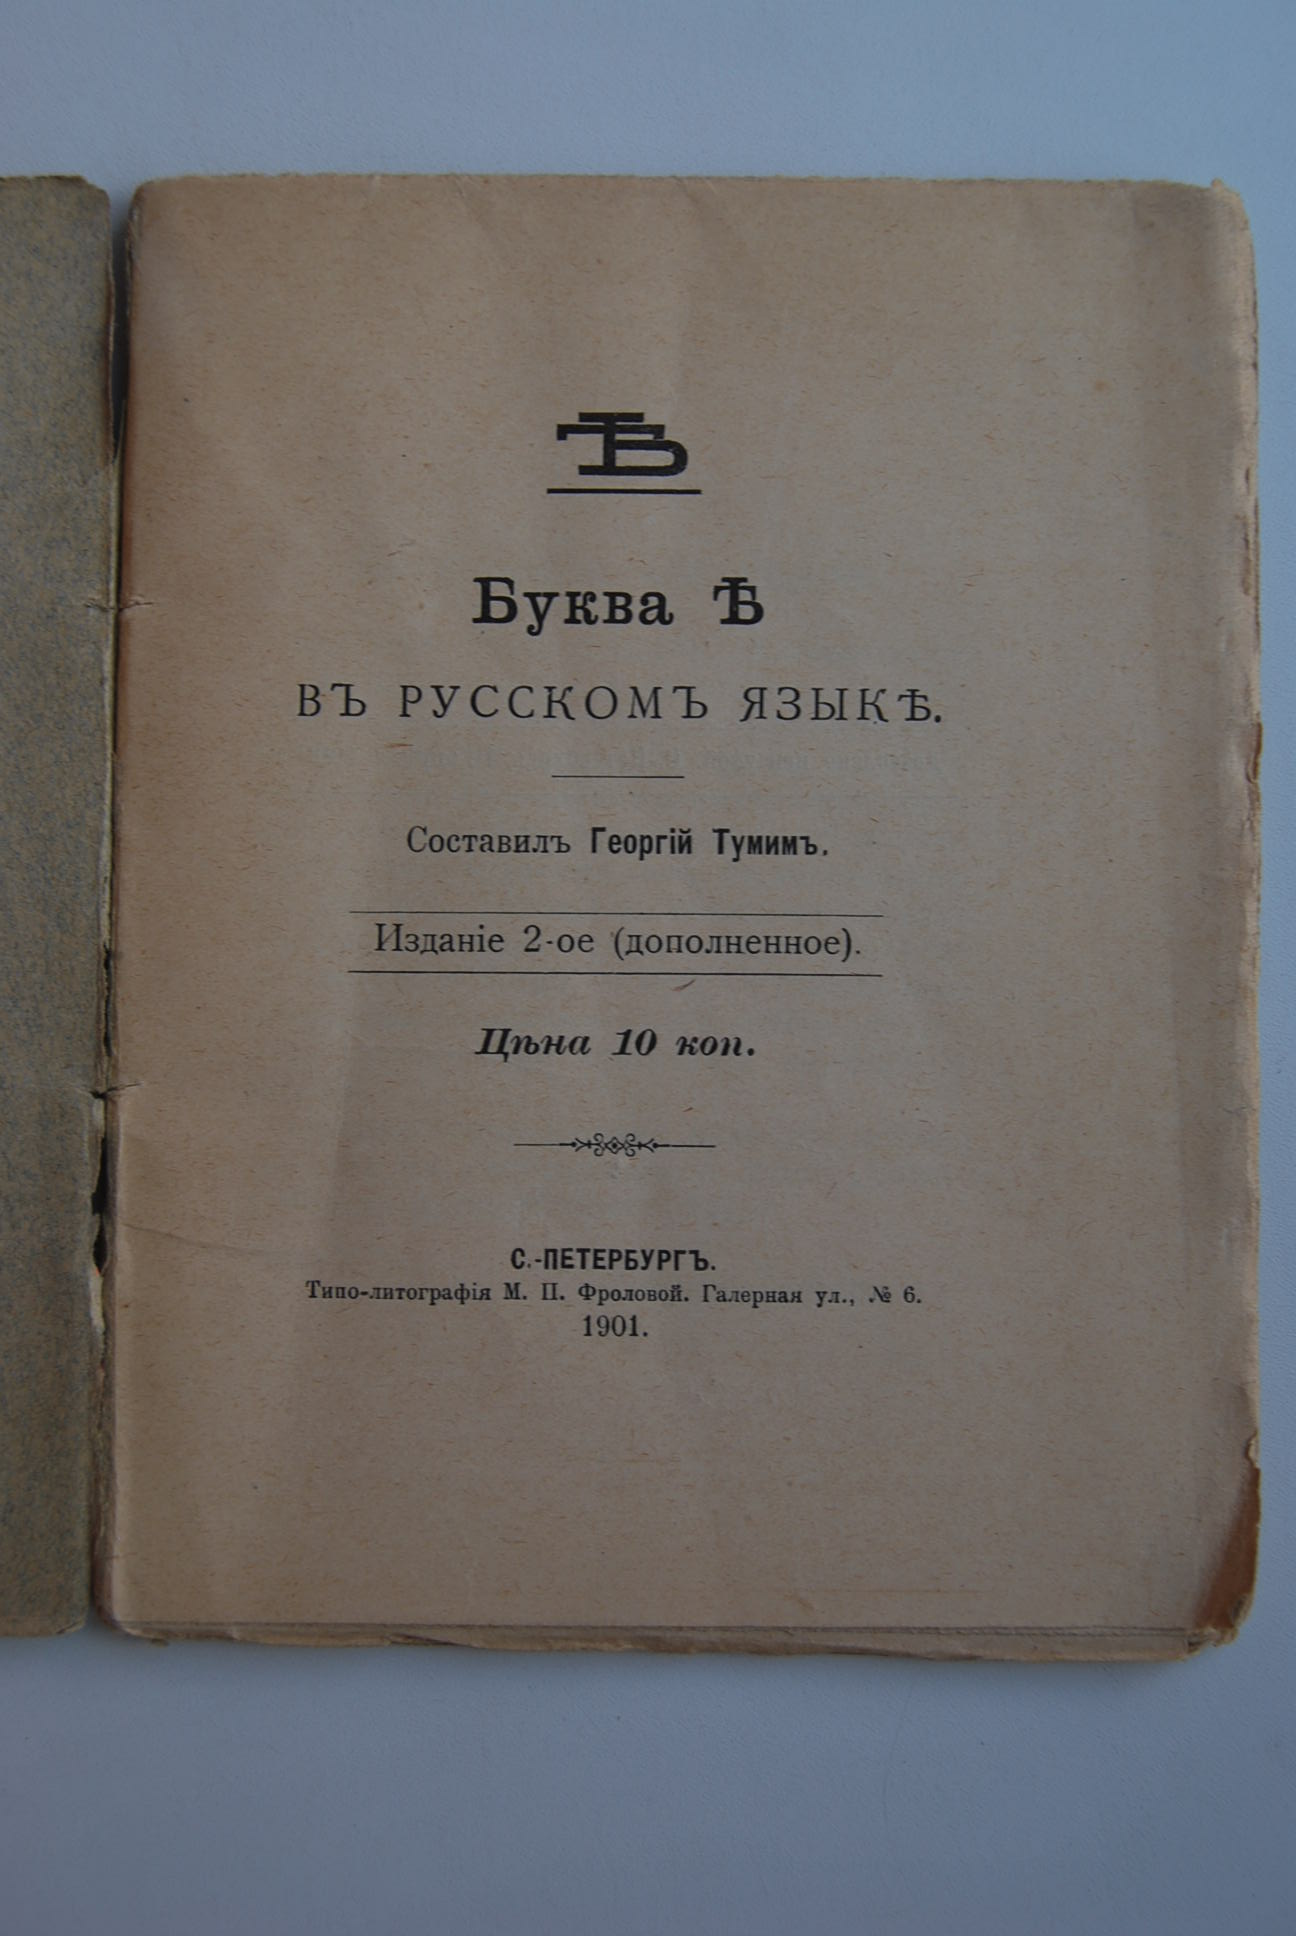 Ѣ
Буква Ѣ
ВЪ РУССКОМЪ ЯЗЫКѢ.
Составилъ Георгій Тумимъ.
Изданіе 2-ое (дополненное).
Цѣна 10 коп.
С.-ПЕТЕРБУРГЪ.
Типо-литографія М. П. Фроловой. Галерная ул., № 6.
1901.